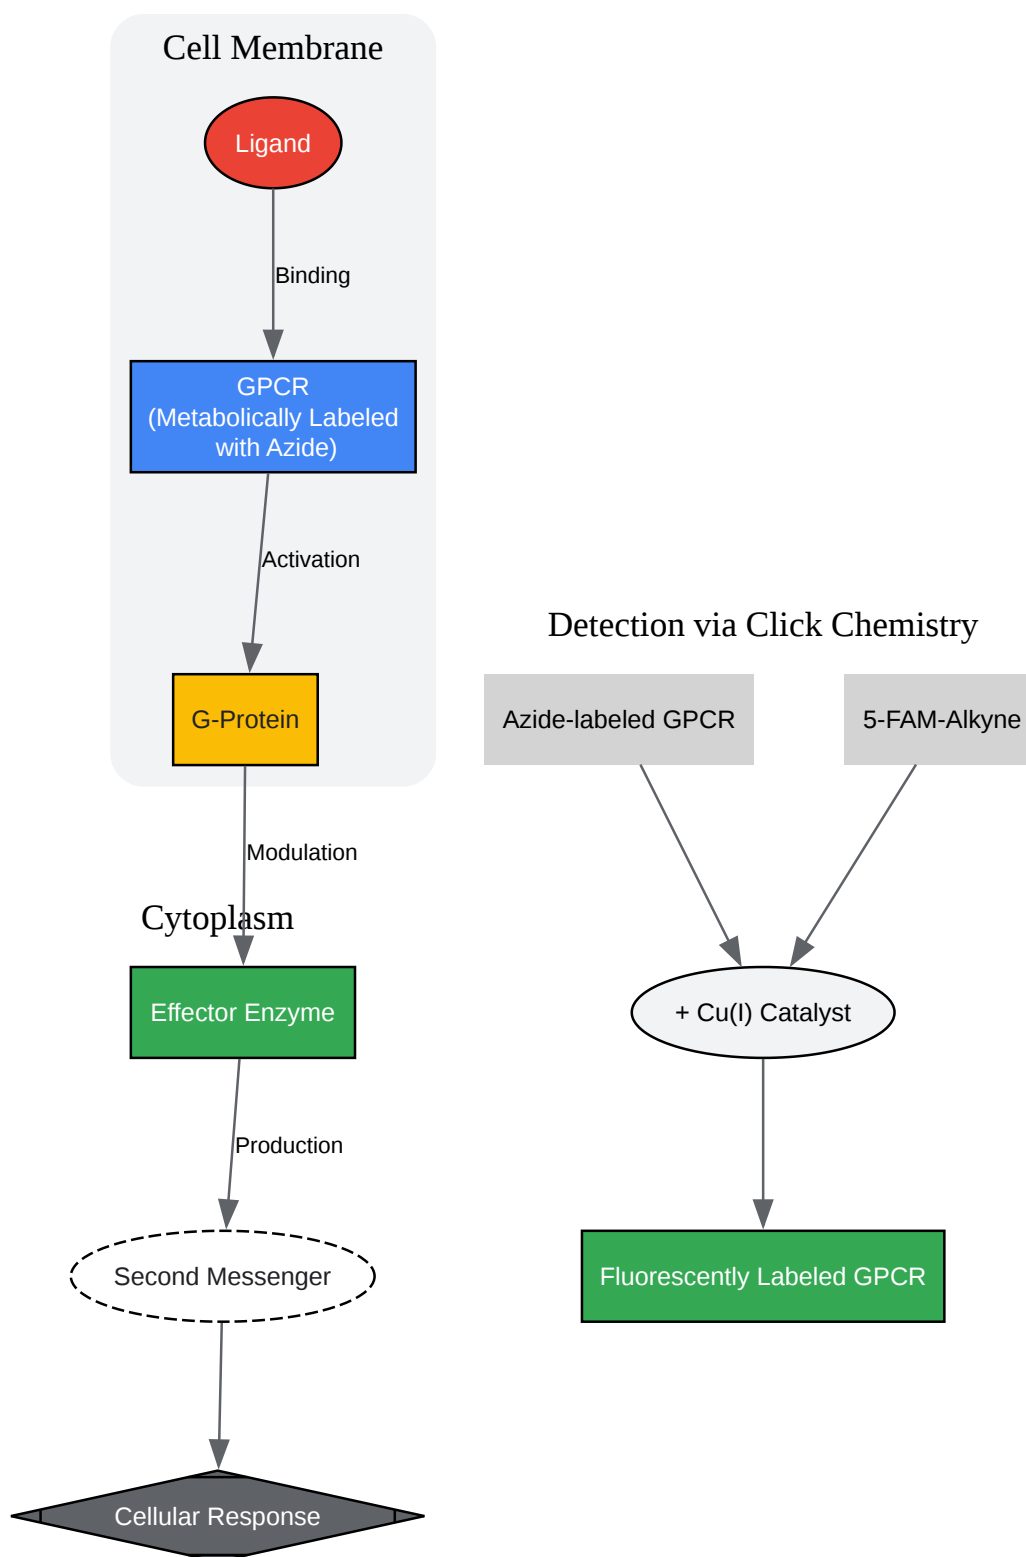 Cell Membrane
Ligand
Binding
GPCR
(Metabolically Labeled
with Azide)
Activation
G-Protein
Modulation
Cytoplasm
Effector Enzyme
Production
Second Messenger
Cellular Response
Detection via Click Chemistry
Azide-labeled GPCR
5-FAM-Alkyne
+ Cu(I) Catalyst
Fluorescently Labeled GPCR